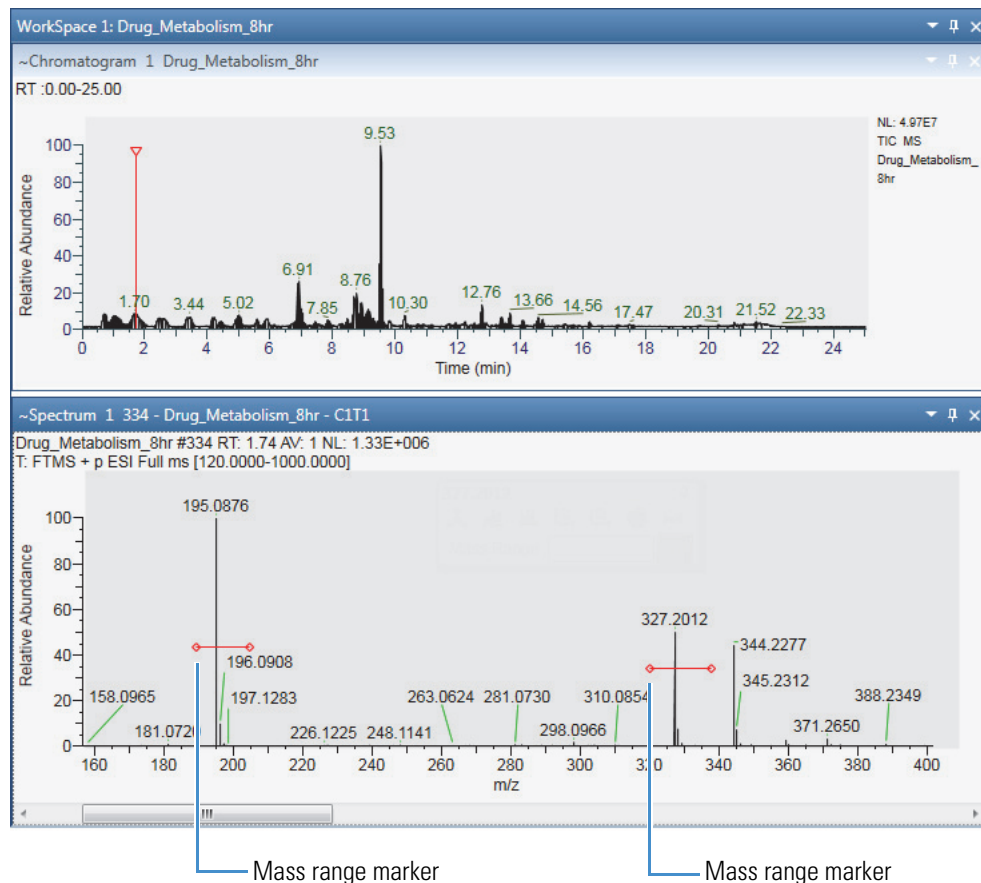 WorkSpace 1: Drug_Metabolism_8hr
~Chromatogram 1 Drug_Metabolism_8hr
RT :0.00-25.00
NL: 4.97E7
TIC MS
Drug_Metabolism_
8hr
Relative Abundance
100
80
60
40
20
0
9.53
6.91
8.76
1.70
3.44
5.02
7.85
10.30
12.76
13.66
14.56
17.47
20.31
21.52
22.33
0 2 4 6 8 10 12 14 16 18 20 22 24
Time (min)
~Spectrum 1 334 - Drug_Metabolism_8hr - C1T1
Drug_Metabolism_8hr #334 RT: 1.74 AV: 1 NL: 1.33E+006
T: FTMS + p ESI Full ms [120.0000-1000.0000]
Relative Abundance
100
80
60
40
20
0
195.0876
327.2012
344.2277
196.0908
345.2312
158.0965
197.1283
263.0624
281.0730
310.0854
388.2349
181.0720
226.1225
248.1141
298.0966
371.2650
160 180 200 220 240 260 280 300 320 340 360 380 400
m/z
Mass range marker
Mass range marker